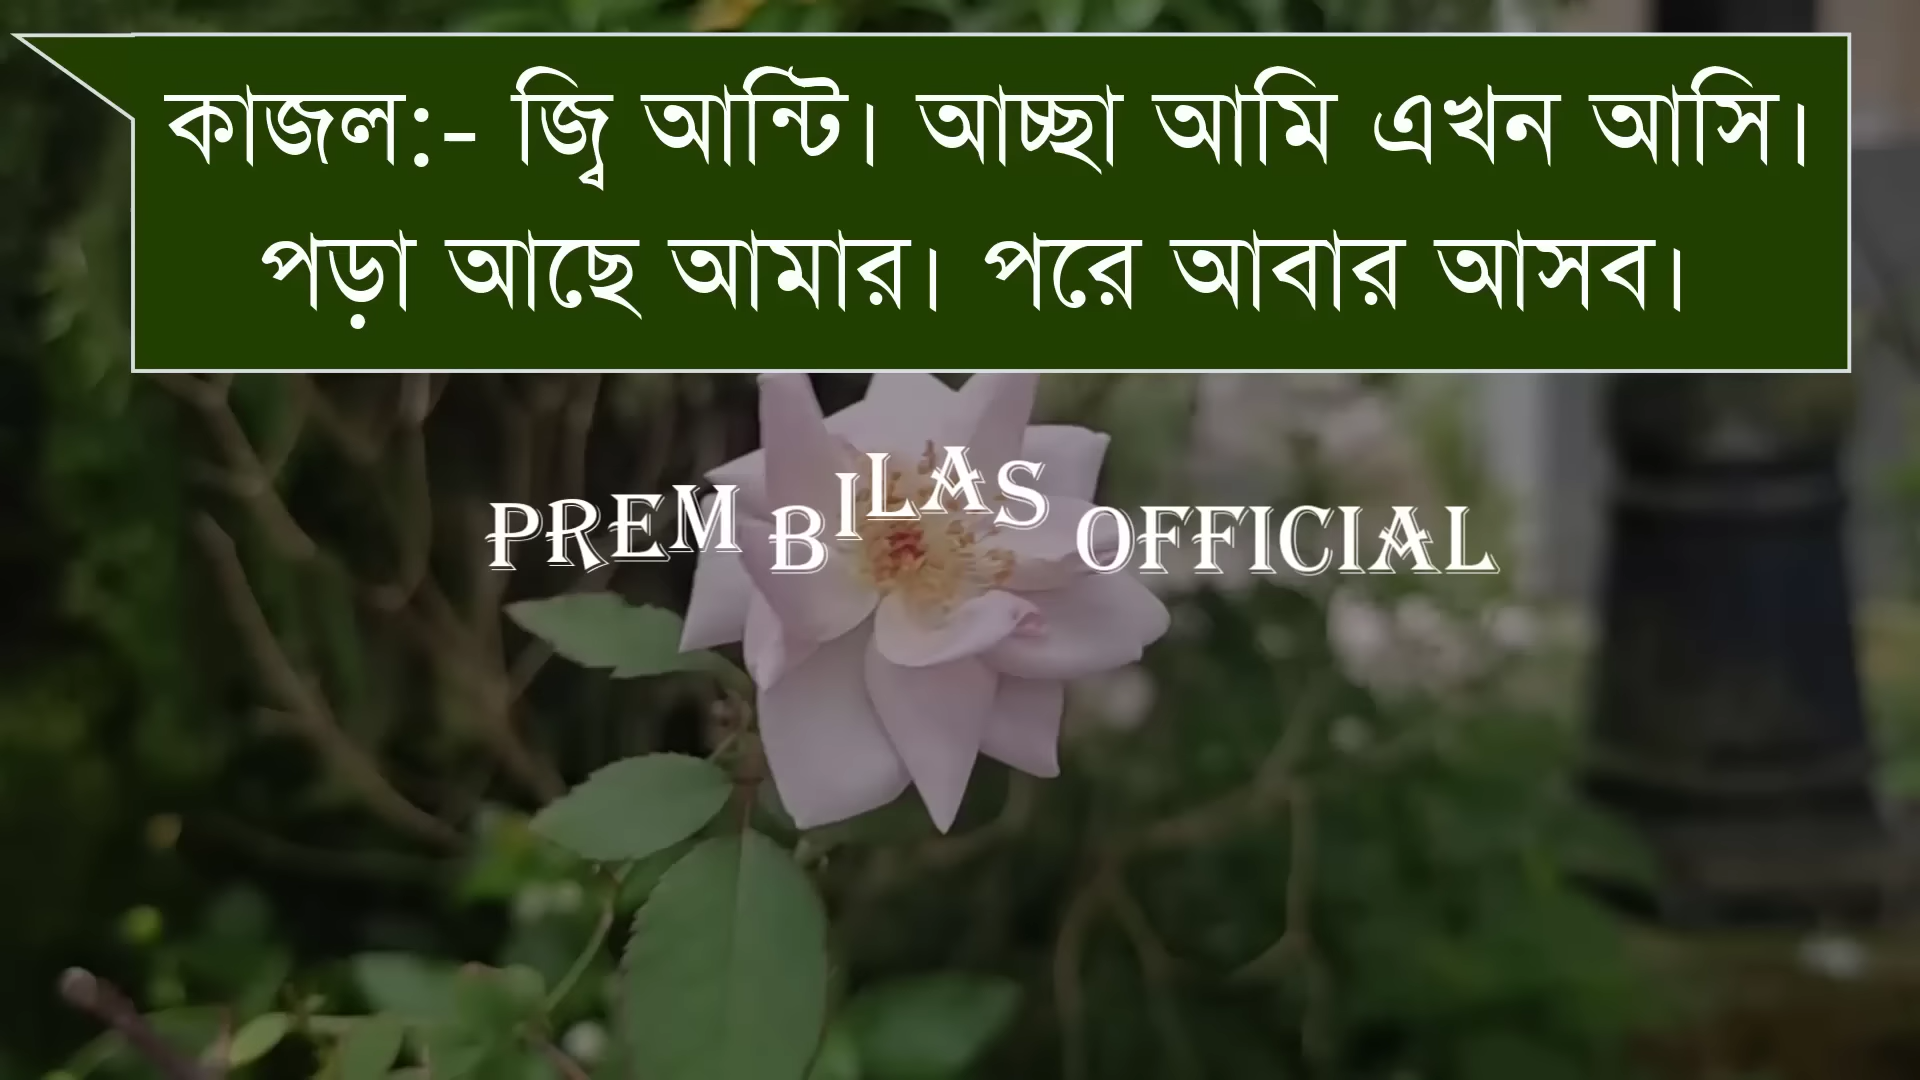 কাজল:- জ্বি আন্টি। আচ্ছা আমি এখন আসি।
পড়া আছে আমার। পরে আবার আসব।
PREM BILAS OFFICIAL